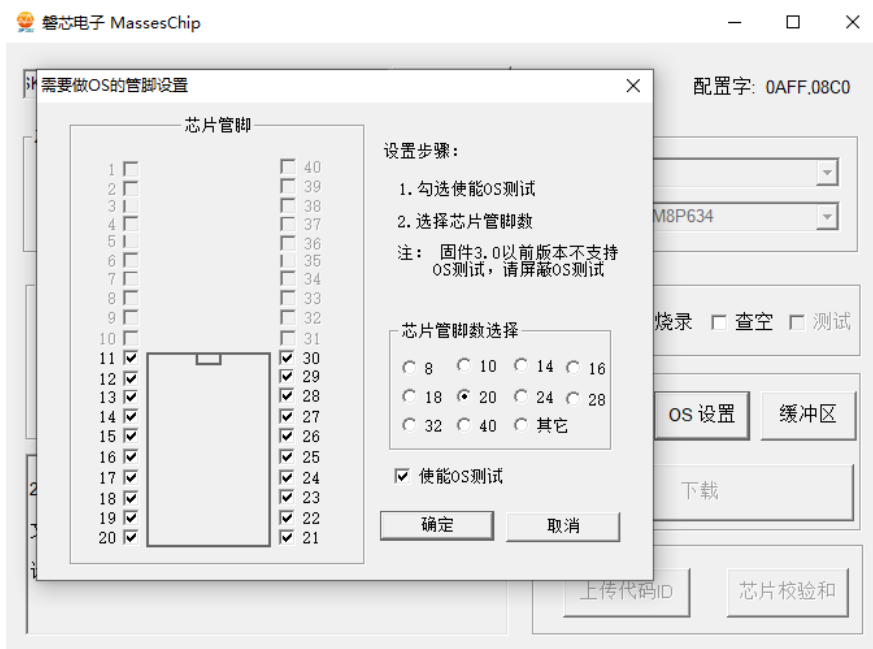 磐芯电子 MassesChip
需要做OS的管脚设置
配置字: 0AFF,08C0
芯片管脚
设置步骤:
1.勾选使能OS测试
2.选择芯片管脚数
注: 固件3.0以前版本不支持
OS测试,请屏蔽OS测试
1 40
2 39
3 38
4 37
5 36
6 35
7 34
8 33
9 32
10 31
11 30
12 29
13 28
14 27
15 26
16 25
17 24
18 23
19 22
20 21
芯片管脚数选择
8 10 14 16
18 20 24 28
32 40 其它
使能OS测试
确定 取消
M8P634
烧录 查空 测试
OS 设置 缓冲区
下载
上传代码ID 芯片校验和